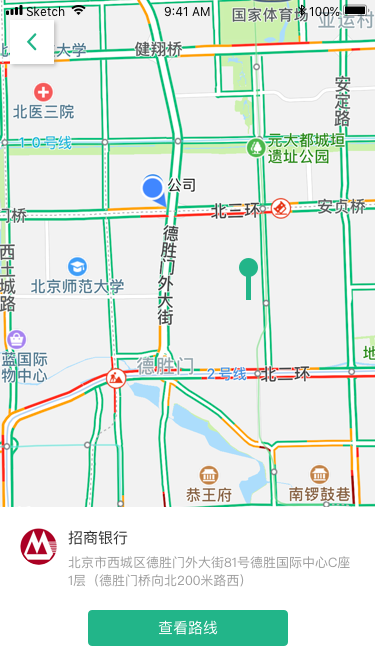 Sketch
9:41 AM
100%
国家体育场
亚运村
大学
健翔桥
安定路
北医三院
10号线
元大都城垣
遗址公园
公司
门桥
北三环
安贞桥
德胜门外大街
西土城路
北京师范大学
蓝国际
物中心
德胜门
2号线
北二环
地
恭王府
南锣鼓巷
招商银行
北京市西城区德胜门外大街81号德胜国际中心C座
1层（德胜门桥向北200米路西）
查看路线